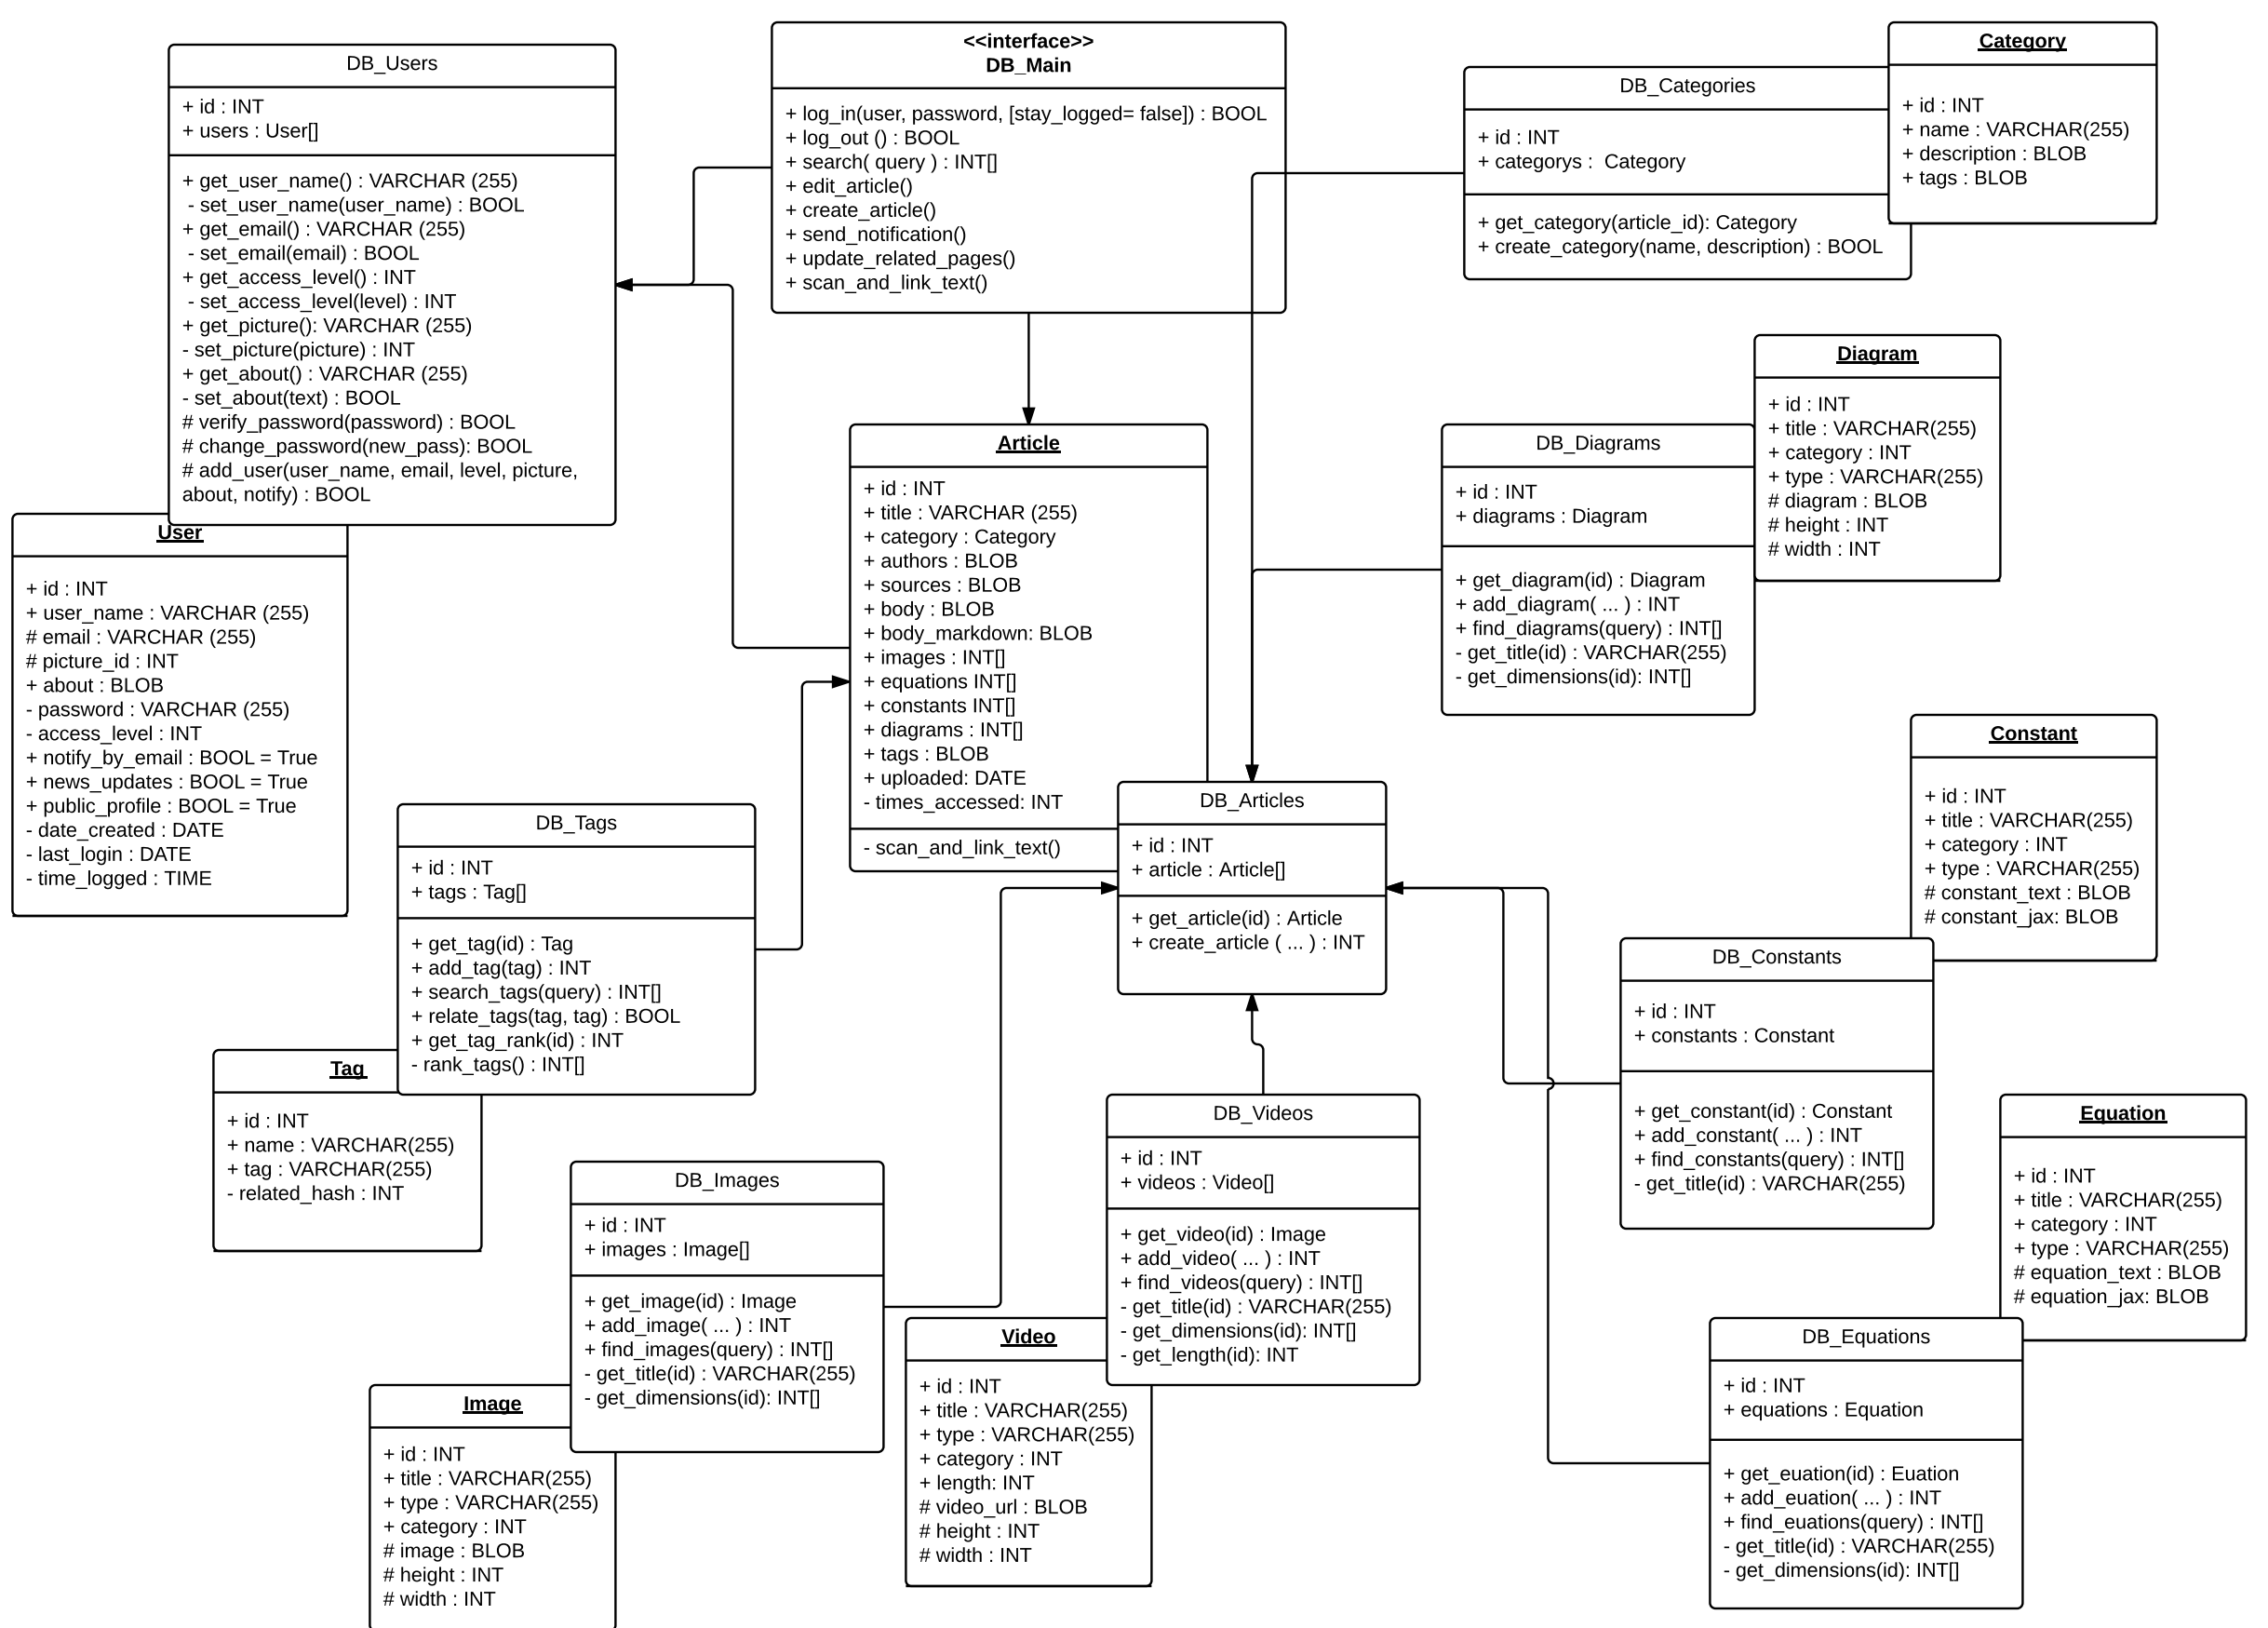 DB_Users
+ id : INT
+ users : User[]
+ get_user_name() : VARCHAR (255)
- set_user_name(user_name) : BOOL
+ get_email() : VARCHAR (255)
- set_email(email) : BOOL
+ get_access_level() : INT
- set_access_level(level) : INT
+ get_picture(): VARCHAR (255)
- set_picture(picture) : INT
+ get_about() : VARCHAR (255)
- set_about(text) : BOOL
# verify_password(password) : BOOL
# change_password(new_pass): BOOL
# add_user(user_name, email, level, picture,
about, notify) : BOOL
User
+ id : INT
+ user_name : VARCHAR (255)
# email : VARCHAR (255)
# picture_id : INT
+ about : BLOB
- password : VARCHAR (255)
- access_level : INT
+ notify_by_email : BOOL = True
+ news_updates : BOOL = True
+ public_profile : BOOL = True
- date_created : DATE
- last_login : DATE
- time_logged : TIME
<<interface>>
DB_Main
+ log_in(user, password, [stay_logged= false]) : BOOL
+ log_out () : BOOL
+ search( query ) : INT[]
+ edit_article()
+ create_article()
+ send_notification()
+ update_related_pages()
+ scan_and_link_text()
DB_Categories
+ id : INT
+ categorys :  Category
+ get_category(article_id): Category
+ create_category(name, description) : BOOL
Category
+ id : INT
+ name : VARCHAR(255)
+ description : BLOB
+ tags : BLOB
Article
+ id : INT
+ title : VARCHAR (255)
+ category : Category
+ authors : BLOB
+ sources : BLOB
+ body : BLOB
+ body_markdown: BLOB
+ images : INT[]
+ equations INT[]
+ constants INT[]
+ diagrams : INT[]
+ tags : BLOB
+ uploaded: DATE
- times_accessed: INT
- scan_and_link_text()
DB_Diagrams
+ id : INT
+ diagrams : Diagram
+ get_diagram(id) : Diagram
+ add_diagram( ... ) : INT
+ find_diagrams(query) : INT[]
- get_title(id) : VARCHAR(255)
- get_dimensions(id): INT[]
Diagram
+ id : INT
+ title : VARCHAR(255)
+ category : INT
+ type : VARCHAR(255)
# diagram : BLOB
# height : INT
# width : INT
DB_Articles
+ id : INT
+ article : Article[]
+ get_article(id) : Article
+ create_article ( ... ) : INT
Constant
+ id : INT
+ title : VARCHAR(255)
+ category : INT
+ type : VARCHAR(255)
# constant_text : BLOB
# constant_jax: BLOB
DB_Constants
+ id : INT
+ constants : Constant
+ get_constant(id) : Constant
+ add_constant( ... ) : INT
+ find_constants(query) : INT[]
- get_title(id) : VARCHAR(255)
DB_Tags
+ id : INT
+ tags : Tag[]
+ get_tag(id) : Tag
+ add_tag(tag) : INT
+ search_tags(query) : INT[]
+ relate_tags(tag, tag) : BOOL
+ get_tag_rank(id) : INT
- rank_tags() : INT[]
Tag
+ id : INT
+ name : VARCHAR(255)
+ tag : VARCHAR(255)
- related_hash : INT
DB_Images
+ id : INT
+ images : Image[]
+ get_image(id) : Image
+ add_image( ... ) : INT
+ find_images(query) : INT[]
- get_title(id) : VARCHAR(255)
- get_dimensions(id): INT[]
Image
+ id : INT
+ title : VARCHAR(255)
+ type : VARCHAR(255)
+ category : INT
# image : BLOB
# height : INT
# width : INT
DB_Videos
+ id : INT
+ videos : Video[]
+ get_video(id) : Image
+ add_video( ... ) : INT
+ find_videos(query) : INT[]
- get_title(id) : VARCHAR(255)
- get_dimensions(id): INT[]
- get_length(id): INT
Video
+ id : INT
+ title : VARCHAR(255)
+ type : VARCHAR(255)
+ category : INT
+ length: INT
# video_url : BLOB
# height : INT
# width : INT
Equation
+ id : INT
+ title : VARCHAR(255)
+ category : INT
+ type : VARCHAR(255)
# equation_text : BLOB
# equation_jax: BLOB
DB_Equations
+ id : INT
+ equations : Equation
+ get_euation(id) : Euation
+ add_euation( ... ) : INT
+ find_euations(query) : INT[]
- get_title(id) : VARCHAR(255)
- get_dimensions(id): INT[]